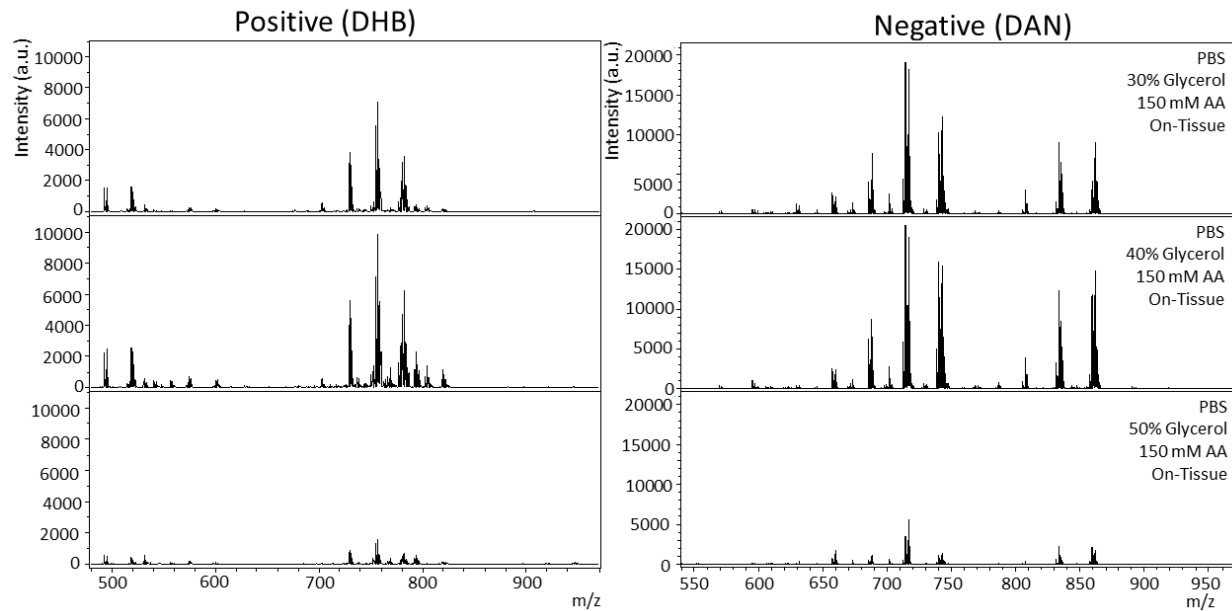 Positive (DHB)
Negative (DAN)
Intensity (a.u.)
10000
8000
6000
4000
2000
0
10000
8000
6000
4000
2000
0
10000
8000
6000
4000
2000
0
500
600
700
800
900
m/z
Intensity (a.u.)
20000
15000
10000
5000
0
PBS
30% Glycerol
150 mM AA
On-Tissue
20000
15000
10000
5000
0
PBS
40% Glycerol
150 mM AA
On-Tissue
20000
15000
10000
5000
0
PBS
50% Glycerol
150 mM AA
On-Tissue
550
600
650
700
750
800
850
900
950
m/z